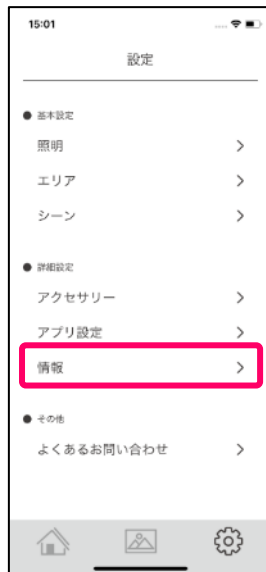 15:01
設定
基本設定
照明
エリア
シーン
詳細設定
アクセサリー
アプリ設定
情報
その他
よくあるお問い合わせ